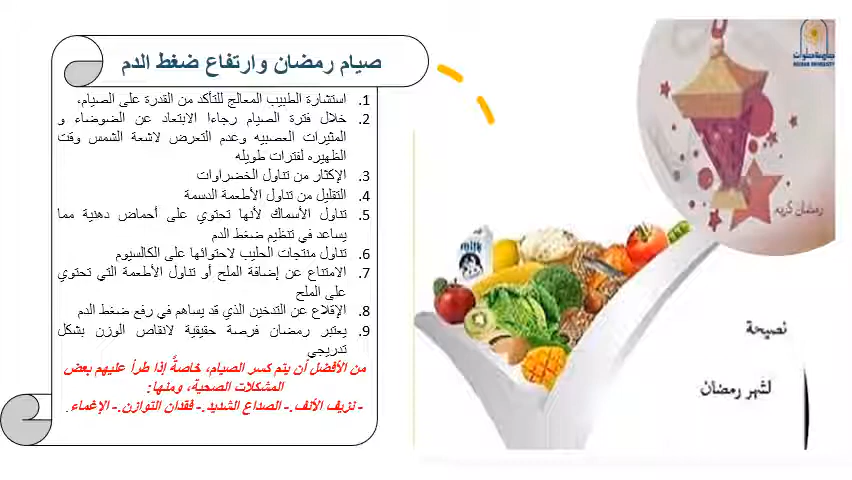 صيام رمضان وارتفاع ضغط الدم
1. استشارة الطبيب المعالج للتأكد من القدرة على الصيام،
2. خلال فترة الصيام رجاءا الابتعاد عن الضوضاء و
المثيرات العصبيه وعدم التعرض لاشعة الشمس وقت
الظهيره لفترات طويله
3. الإكثار من تناول الخضراوات
4. التقليل من تناول الأطعمة الدسمة
5. تناول الأسماك لأنها تحتوي على أحماض دهنية مما
يساعد في تنظيم ضغط الدم
6. تناول منتجات الحليب لاحتوائها على الكالسيوم
7. الامتناع عن إضافة الملح أو تناول الأطعمة التي تحتوي
على الملح
8. الإقلاع عن التدخين الذي قد يساهم في رفع ضغط الدم
9. يعتبر رمضان فرصة حقيقية لانقاص الوزن بشكل
تدريجي
من الأفضل أن يتم كسر الصيام، خاصةً إذا طرأ عليهم بعض
المشكلات الصحية، ومنها:
- نزيف الأنف.- الصداع الشديد.- فقدان التوازن.- الإغماء.
جامعة حلوان
HELWAN UNIVERSITY
رمضان كريم
milk
نصيحة
لشهر رمضان